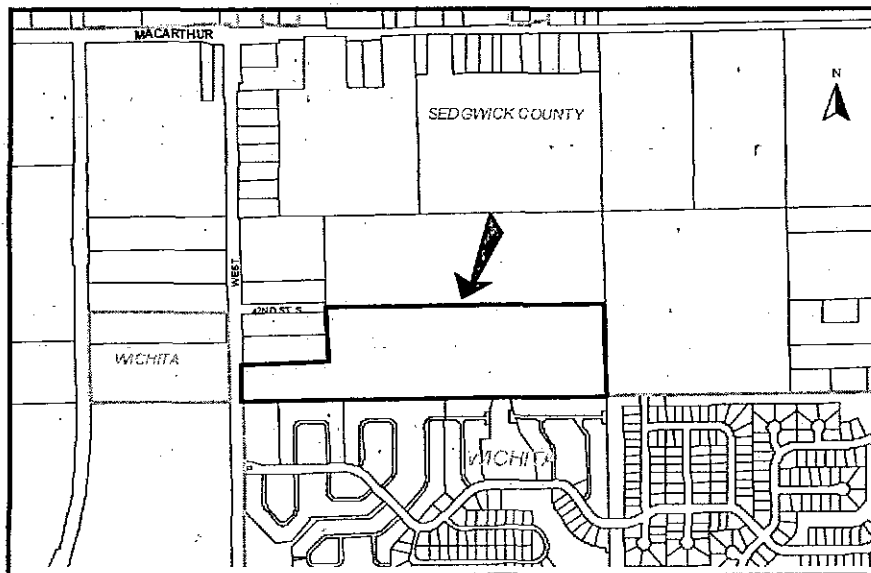 MACARTHUR
SEDGWICK COUNTY
N
WEST
42ND ST. S.
WICHITA
WICHITA